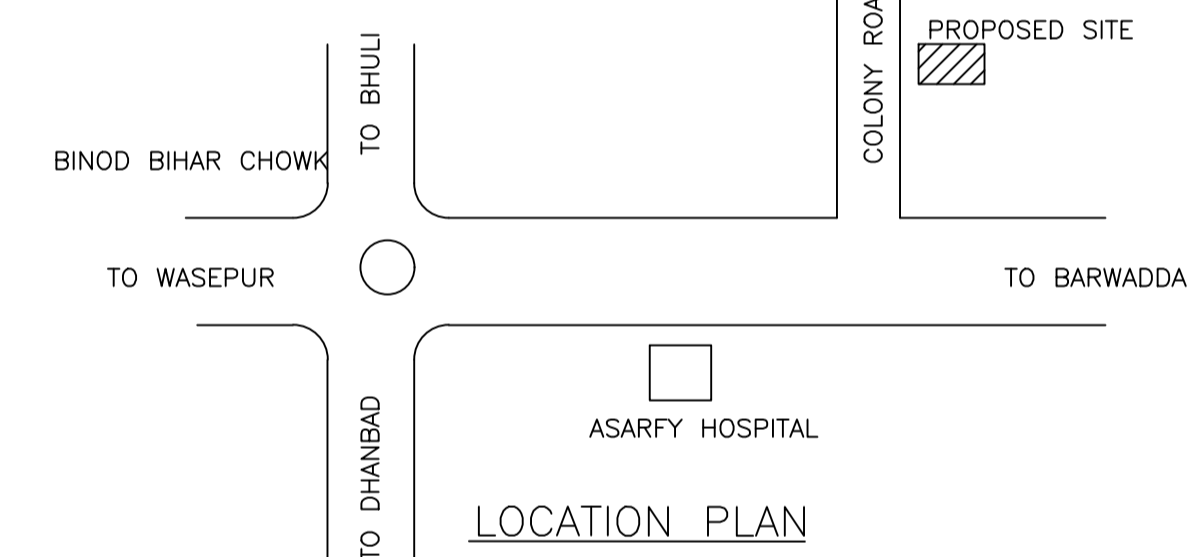 COLONY ROA
PROPOSED SITE
TO BHULI
BINOD BIHAR CHOWK
TO WASEPUR
TO BARWADDA
TO DHANBAD
ASARFY HOSPITAL
LOCATION PLAN